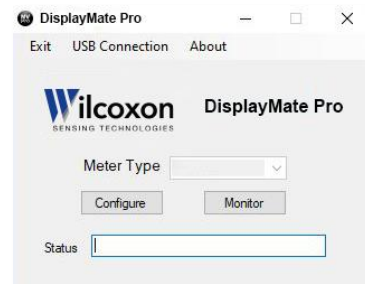 DisplayMate Pro
Exit USB Connection About
Wilcoxon DisplayMate Pro
SENSING TECHNOLOGIES
Meter Type
Configure Monitor
Status